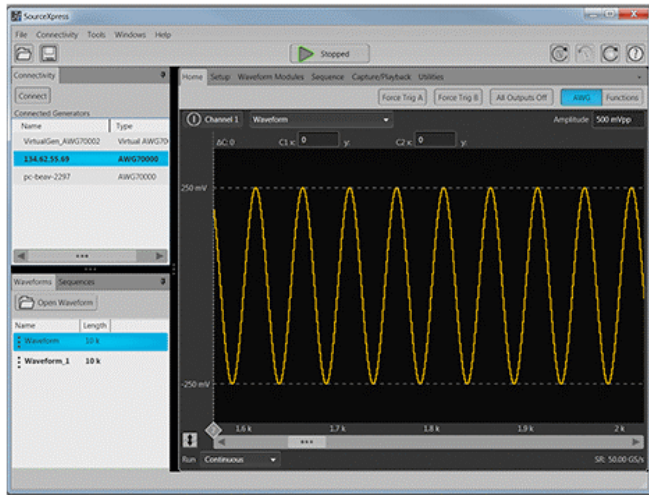 SourceXpress
File Connectivity Tools Windows Help
Stopped
Connectivity
Connect
Connected Generators
Name Type
VirtualGen_AWG70002 Virtual AWG70
134.62.55.69 AWG70000
pc-beav-2297 AWG70000
Waveforms Sequences
Open Waveform
Name Length
Waveform 10 k
Waveform_1 10 k
Home Setup Waveform Modules Sequence Capture/Playback Utilities
Force Trig A Force Trig B All Outputs Off AWG Functions
Channel 1 Waveform Amplitude 500 mVpp
ΔC: 0 C1 x: 0 y: C2 x: 0 y:
250 mV
-250 mV
1.6 k 1.7 k 1.8 k 1.9 k 2 k
Run Continuous SR: 50.00 GS/s